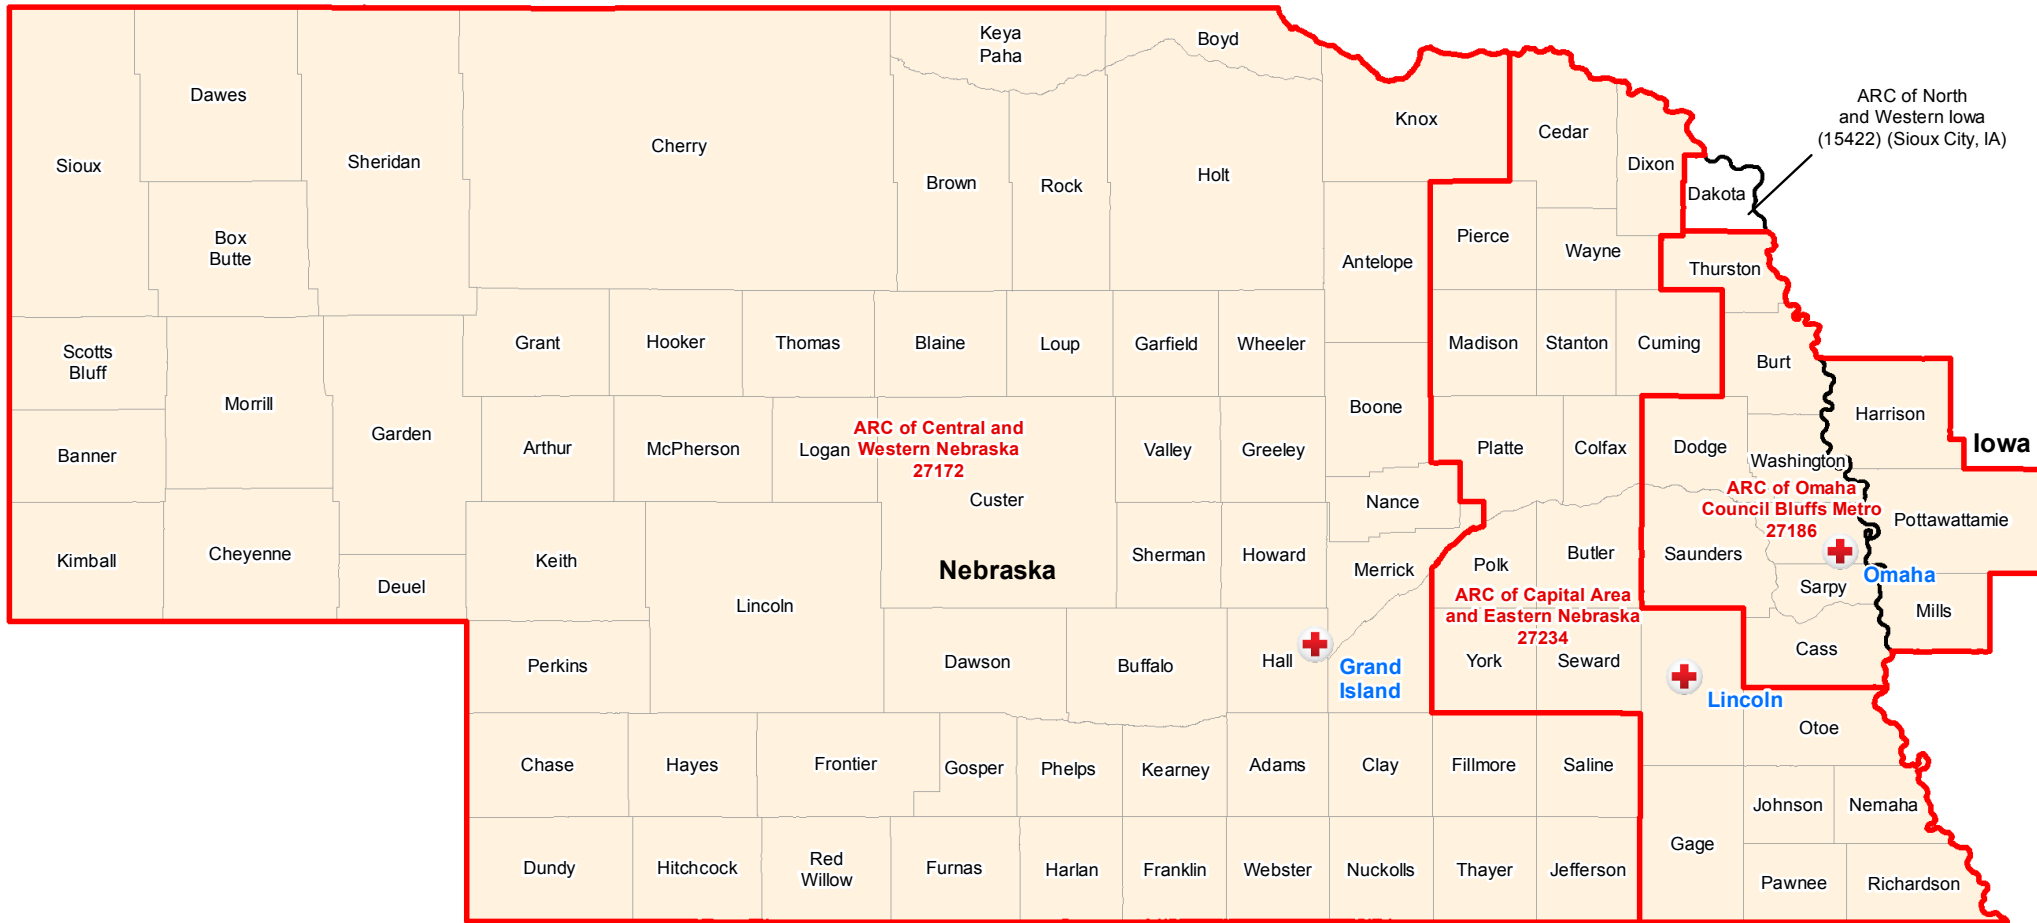 Keya
Paha
Boyd
Dawes
ARC of North
and Western Iowa
(15422) (Sioux City, IA)
Knox
Cedar
Cherry
Sioux
Sheridan
Dixon
Holt
Brown
Rock
Dakota
Box
Butte
Pierce
Wayne
Antelope
Thurston
Scotts
Bluff
Grant
Hooker
Thomas
Blaine
Loup
Garfield
Wheeler
Madison
Stanton
Cuming
Burt
Morrill
Boone
Harrison
Garden
ARC of Central and
Western Nebraska
27172
Banner
Arthur
McPherson
Logan
Valley
Greeley
Platte
Colfax
Dodge
Iowa
Washington
ARC of Omaha
Council Bluffs Metro
27186
Custer
Nance
Pottawattamie
Kimball
Cheyenne
Keith
Sherman
Howard
Butler
Saunders
Nebraska
Merrick
Polk
Omaha
Deuel
Sarpy
ARC of Capital Area
and Eastern Nebraska
27234
Lincoln
Mills
Perkins
Dawson
Buffalo
Hall
Grand
Island
York
Seward
Cass
Lincoln
Otoe
Chase
Hayes
Frontier
Gosper
Phelps
Kearney
Adams
Clay
Fillmore
Saline
Johnson
Nemaha
Gage
Dundy
Hitchcock
Red
Willow
Furnas
Harlan
Franklin
Webster
Nuckolls
Thayer
Jefferson
Pawnee
Richardson